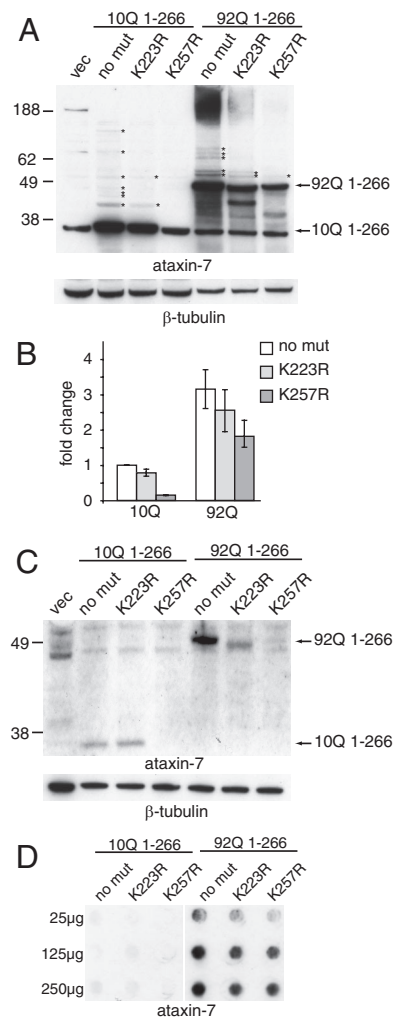 A
10Q 1-266 92Q 1-266
vec no mut K223R K257R no mut K223R K257R
188
62
49
38
* * * * * * * * * * * * * * * *
92Q 1-266
10Q 1-266
ataxin-7
β-tubulin
B
fold change
4
3
2
1
0
10Q 92Q
no mut
K223R
K257R
C
10Q 1-266 92Q 1-266
vec no mut K223R K257R no mut K223R K257R
49
38
92Q 1-266
10Q 1-266
ataxin-7
β-tubulin
D
10Q 1-266 92Q 1-266
no mut K223R K257R no mut K223R K257R
25µg
125µg
250µg
ataxin-7